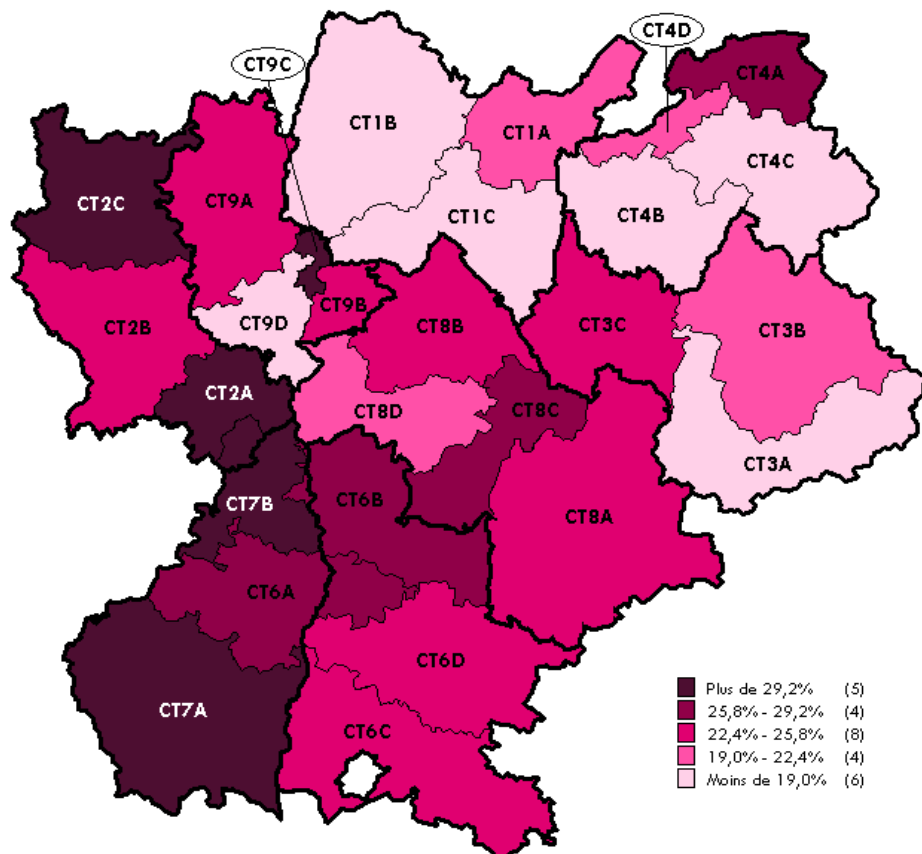 CT4D
CT9C
CT4A
CT1B
CT1A
CT4C
CT2C
CT9A
CT1C
CT4B
CT2B
CT9D
CT9B
CT8B
CT3C
CT3B
CT2A
CT8D
CT8C
CT3A
CT7B
CT6B
CT8A
CT6A
CT6D
CT7A
CT6C
Plus de 29,2% (5)
25,8% - 29,2% (4)
22,4% - 25,8% (8)
19,0% - 22,4% (4)
Moins de 19,0% (6)